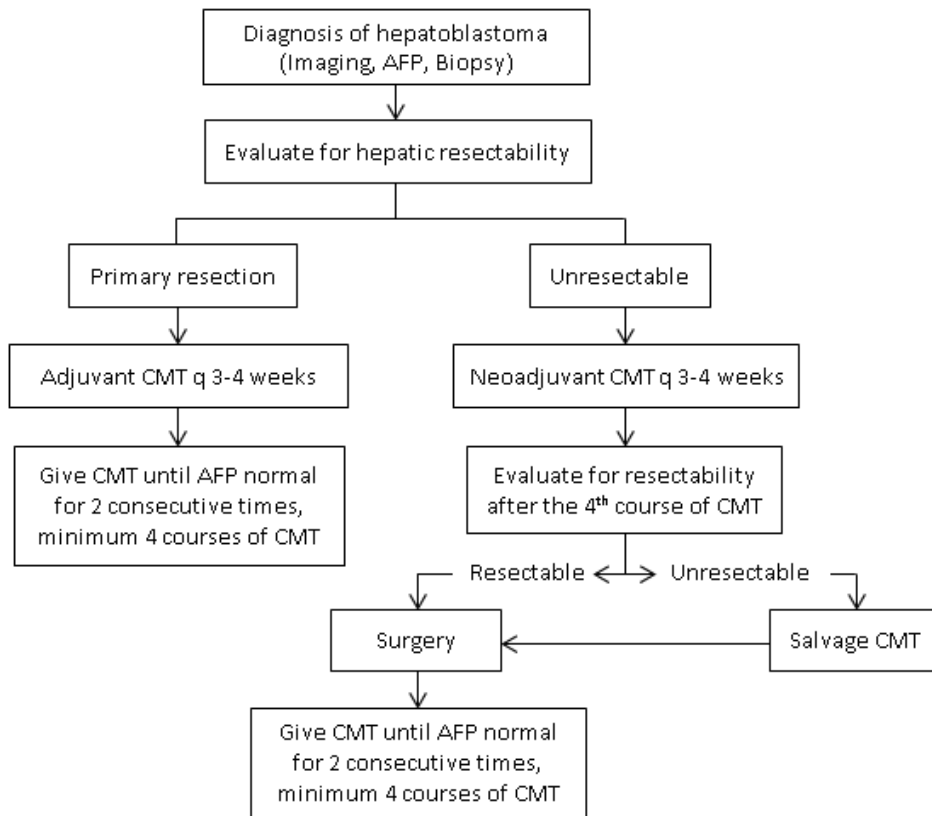 Diagnosis of hepatoblastoma
(Imaging, AFP, Biopsy)
Evaluate for hepatic resectability
Primary resection
Unresectable
Adjuvant CMT q 3-4 weeks
Neoadjuvant CMT q 3-4 weeks
Give CMT until AFP normal
for 2 consecutive times,
minimum 4 courses of CMT
Evaluate for resectability
after the 4th course of CMT
Resectable
Unresectable
Surgery
Salvage CMT
Give CMT until AFP normal
for 2 consecutive times,
minimum 4 courses of CMT